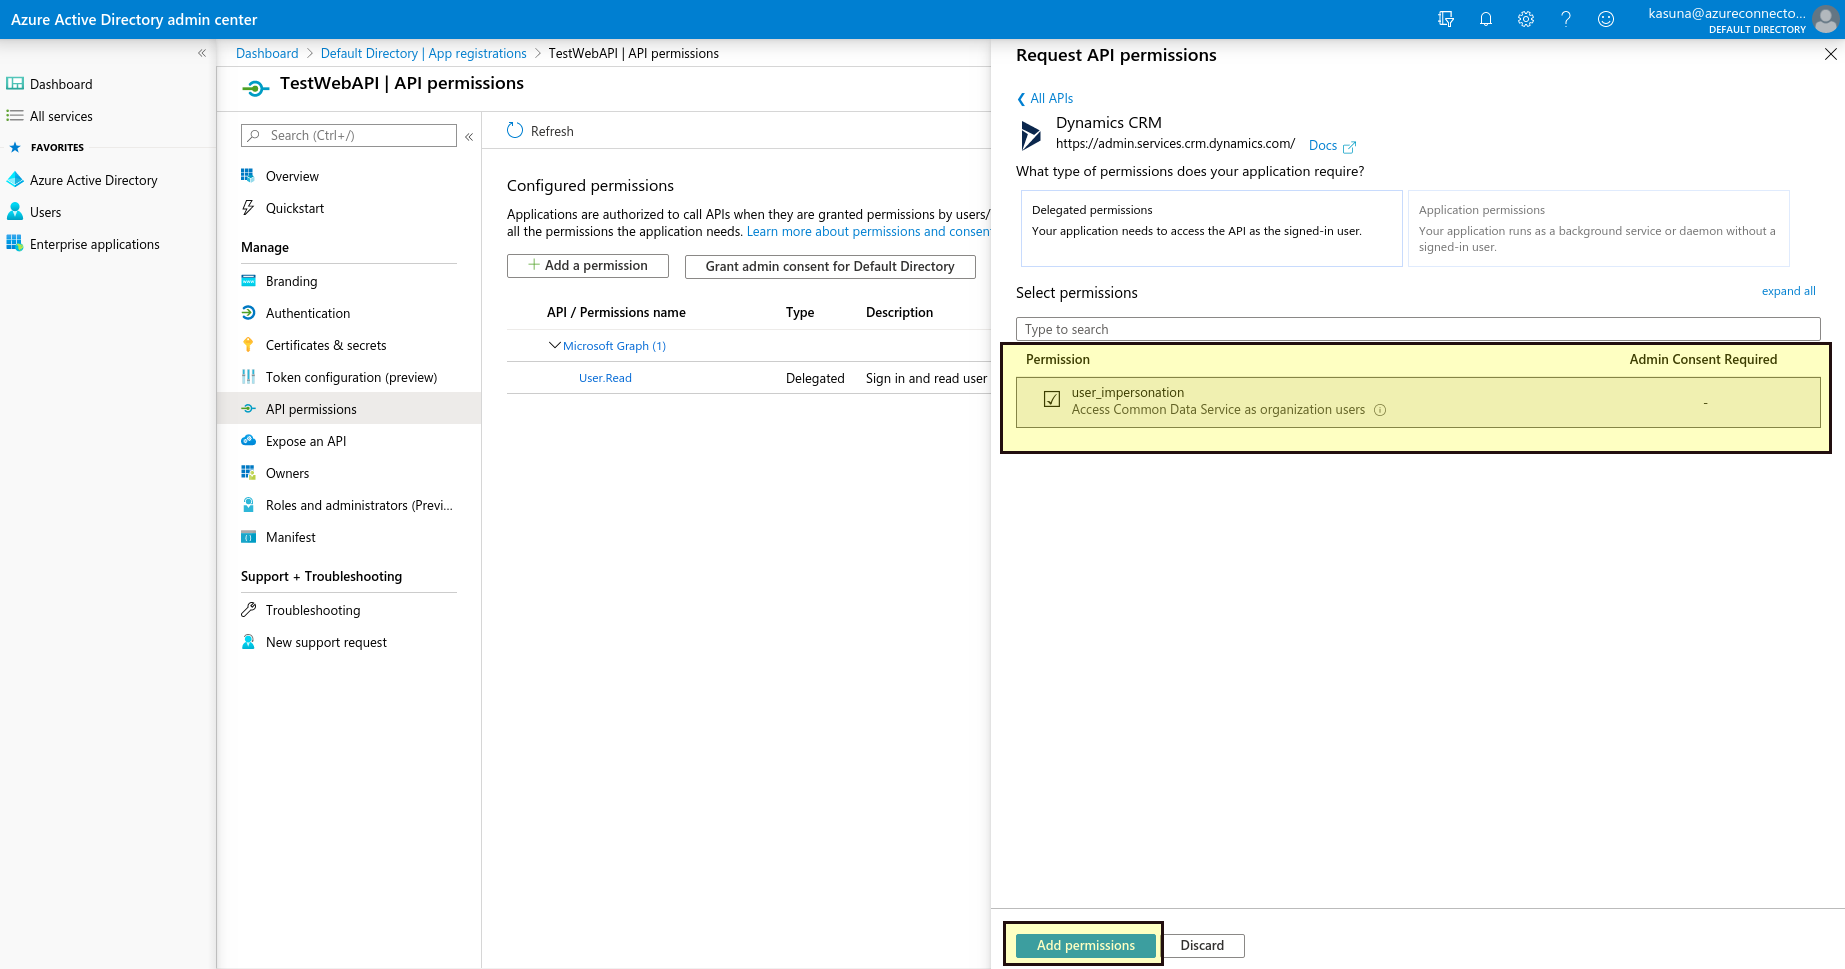 Azure Active Directory admin center
kasuna@azureconnecto...
DEFAULT DIRECTORY
Dashboard
All services
FAVORITES
Azure Active Directory
Users
Enterprise applications
Dashboard > Default Directory | App registrations > TestWebAPI | API permissions
TestWebAPI | API permissions
Search (Ctrl+/)
Overview
Quickstart
Manage
Branding
Authentication
Certificates & secrets
Token configuration (preview)
API permissions
Expose an API
Owners
Roles and administrators (Previ...
Manifest
Support + Troubleshooting
Troubleshooting
New support request
Refresh
Configured permissions
Applications are authorized to call APIs when they are granted permissions by users/
all the permissions the application needs. Learn more about permissions and consent
+ Add a permission
Grant admin consent for Default Directory
API / Permissions name Type Description
Microsoft Graph (1)
User.Read Delegated Sign in and read user
Request API permissions
All APIs
Dynamics CRM
https://admin.services.crm.dynamics.com/ Docs
What type of permissions does your application require?
Delegated permissions
Your application needs to access the API as the signed-in user.
Application permissions
Your application runs as a background service or daemon without a
signed-in user.
Select permissions
expand all
Type to search
Permission Admin Consent Required
user_impersonation
Access Common Data Service as organization users
-
Add permissions
Discard